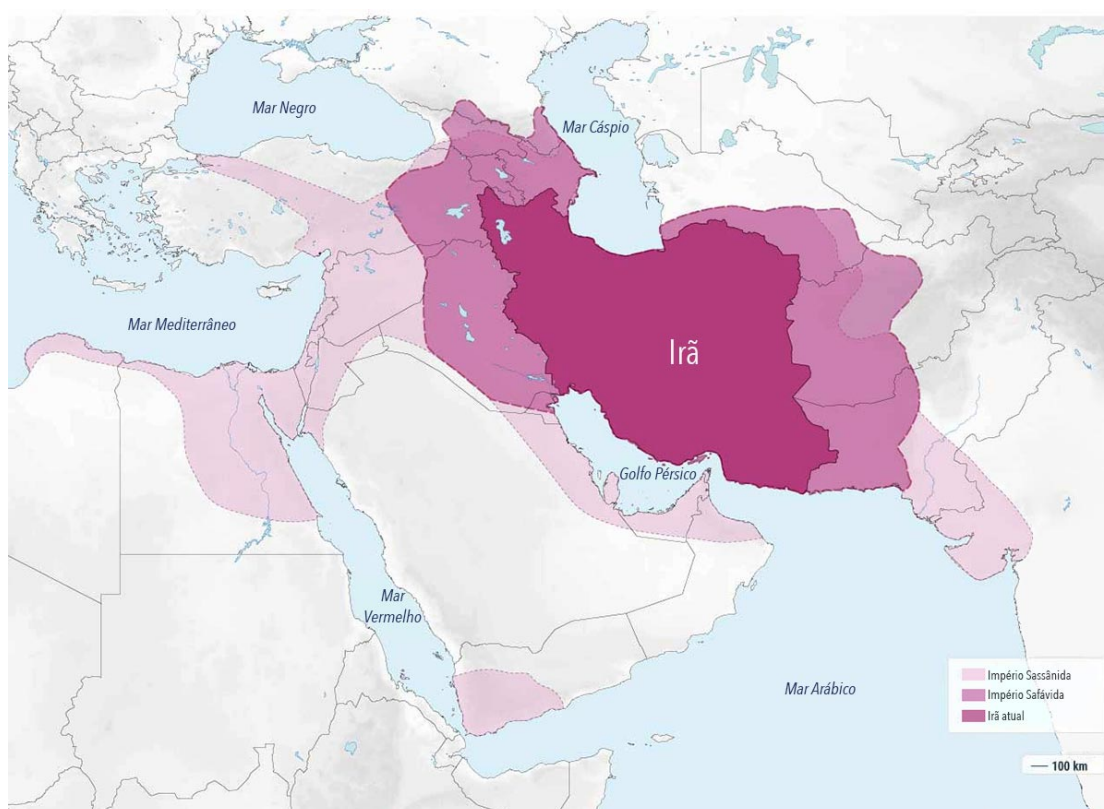 Mar Negro
Mar Cáspio
Mar Mediterrâneo
Irã
Golfo Pérsico
Mar
Vermelho
Mar Arábico
Império Sassânida
Império Safávida
Irã atual
100 km